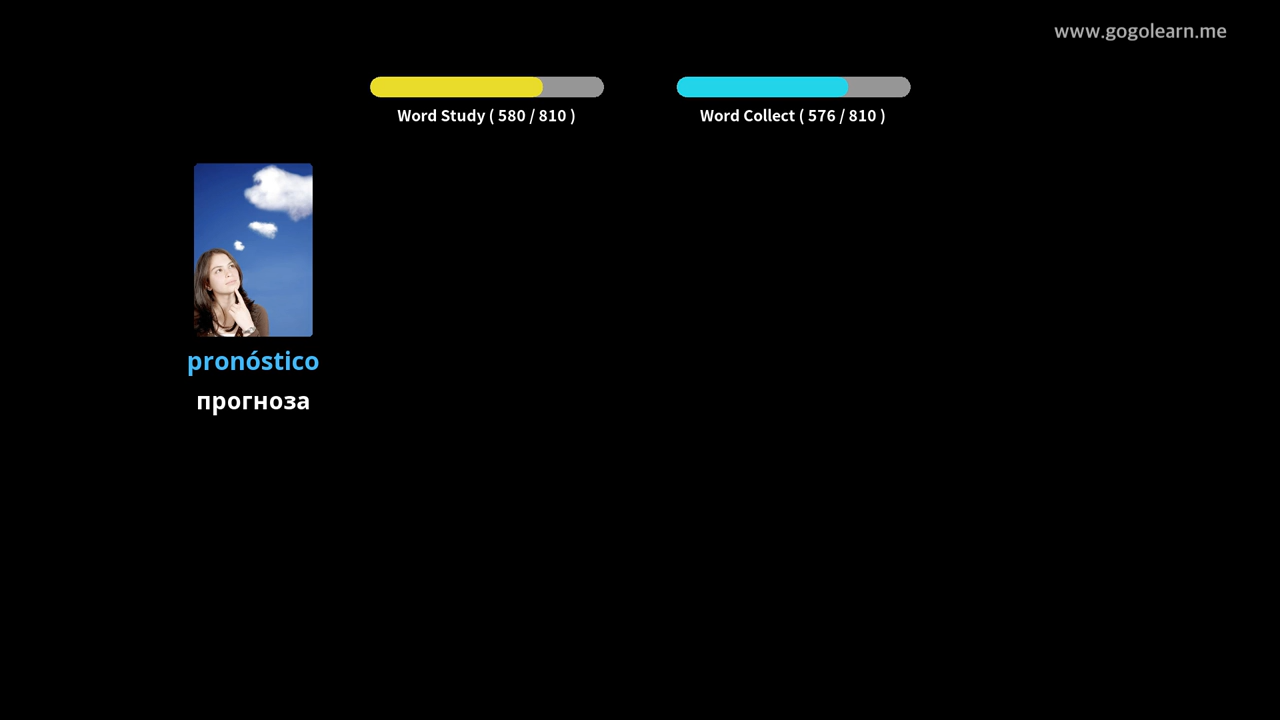 www.gogolearn.me
Word Study ( 580 / 810 )
Word Collect ( 576 / 810 )
pronóstico
прогноза